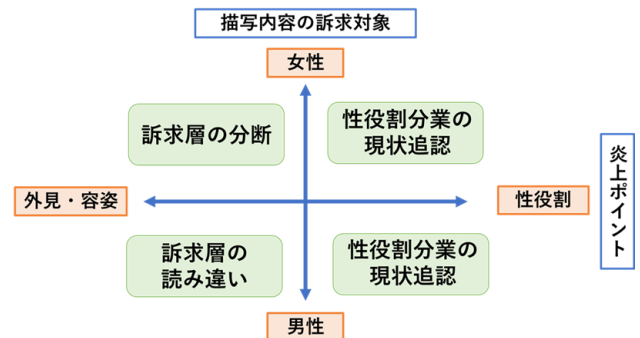 描写内容の訴求対象
女性
訴求層の分断
性役割分業の
現状追認
外見・容姿
性役割
炎上ポイント
訴求層の
読み違い
性役割分業の
現状追認
男性